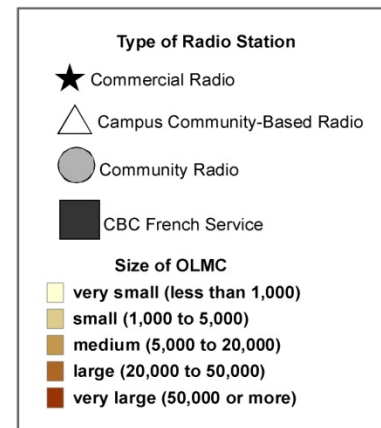 Type of Radio Station
Commercial Radio
Campus Community-Based Radio
Community Radio
CBC French Service
Size of OLMC
very small (less than 1,000)
small (1,000 to 5,000)
medium (5,000 to 20,000)
large (20,000 to 50,000)
very large (50,000 or more)